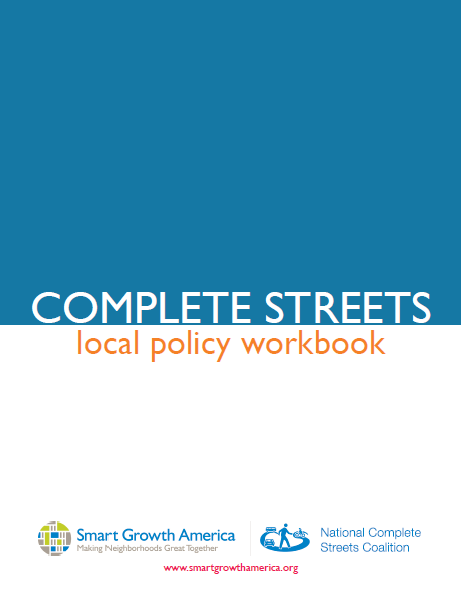 COMPLETE STREETS
local policy workbook
Smart Growth America
Making Neighborhoods Great Together
National Complete
Streets Coalition
www.smartgrowthamerica.org